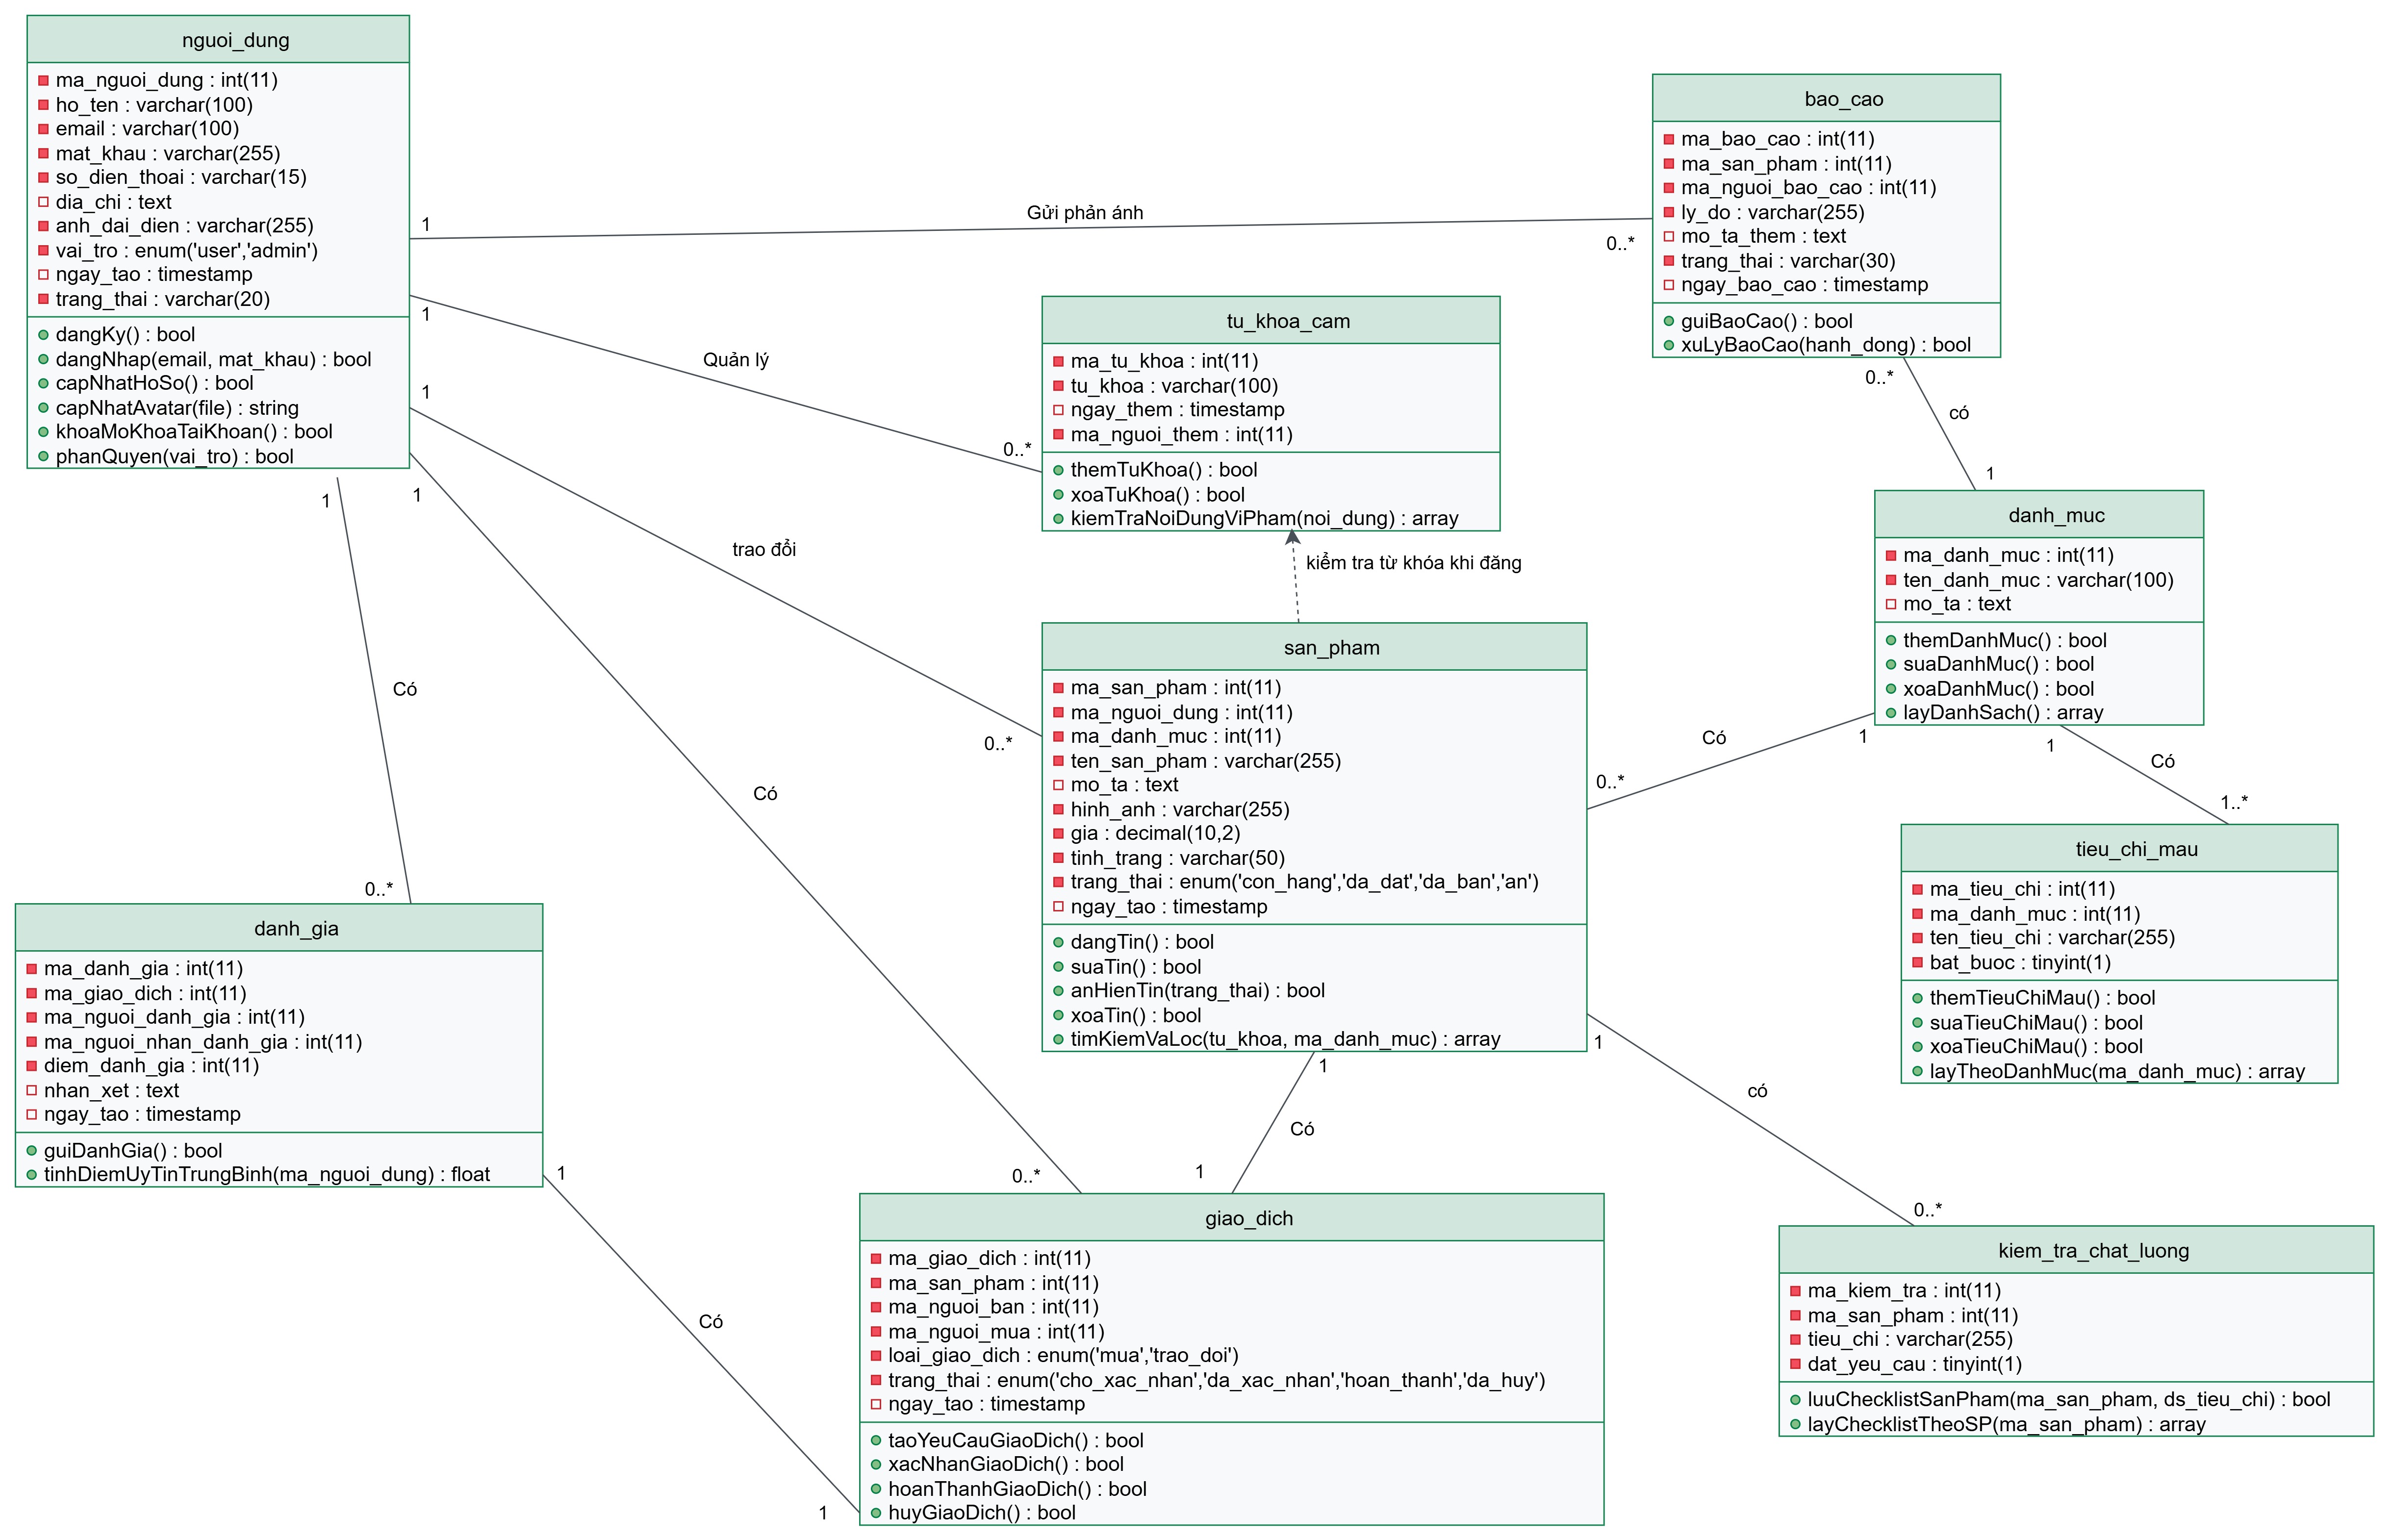 nguoi_dung
ma_nguoi_dung : int(11)
ho_ten : varchar(100)
email : varchar(100)
mat_khau : varchar(255)
so_dien_thoai : varchar(15)
dia_chi : text
anh_dai_dien : varchar(255)
vai_tro : enum('user','admin')
ngay_tao : timestamp
trang_thai : varchar(20)
dangKy() : bool
dangNhap(email, mat_khau) : bool
capNhatHoSo() : bool
capNhatAvatar(file) : string
khoaMoKhoaTaiKhoan() : bool
phanQuyen(vai_tro) : bool
bao_cao
ma_bao_cao : int(11)
ma_san_pham : int(11)
ma_nguoi_bao_cao : int(11)
ly_do : varchar(255)
mo_ta_them : text
trang_thai : varchar(30)
ngay_bao_cao : timestamp
guiBaoCao() : bool
xuLyBaoCao(hanh_dong) : bool
1
Gửi phản ánh
0..*
1
Quản lý
0..*
tu_khoa_cam
ma_tu_khoa : int(11)
tu_khoa : varchar(100)
ngay_them : timestamp
ma_nguoi_them : int(11)
themTuKhoa() : bool
xoaTuKhoa() : bool
kiemTraNoiDungViPham(noi_dung) : array
0..*
có
1
1
trao đổi
0..*
kiểm tra từ khóa khi đăng
danh_muc
ma_danh_muc : int(11)
ten_danh_muc : varchar(100)
mo_ta : text
themDanhMuc() : bool
suaDanhMuc() : bool
xoaDanhMuc() : bool
layDanhSach() : array
san_pham
ma_san_pham : int(11)
ma_nguoi_dung : int(11)
ma_danh_muc : int(11)
ten_san_pham : varchar(255)
mo_ta : text
hinh_anh : varchar(255)
gia : decimal(10,2)
tinh_trang : varchar(50)
trang_thai : enum('con_hang','da_dat','da_ban','an')
ngay_tao : timestamp
dangTin() : bool
suaTin() : bool
anHienTin(trang_thai) : bool
xoaTin() : bool
timKiemVaLoc(tu_khoa, ma_danh_muc) : array
1
Có
0..*
1
Có
0..*
Có
1
0..*
1
Có
1..*
tieu_chi_mau
ma_tieu_chi : int(11)
ma_danh_muc : int(11)
ten_tieu_chi : varchar(255)
bat_buoc : tinyint(1)
themTieuChiMau() : bool
suaTieuChiMau() : bool
xoaTieuChiMau() : bool
layTheoDanhMuc(ma_danh_muc) : array
danh_gia
ma_danh_gia : int(11)
ma_giao_dich : int(11)
ma_nguoi_danh_gia : int(11)
ma_nguoi_nhan_danh_gia : int(11)
diem_danh_gia : int(11)
nhan_xet : text
ngay_tao : timestamp
guiDanhGia() : bool
tinhDiemUyTinTrungBinh(ma_nguoi_dung) : float
1
Có
1
1
có
0..*
1
Có
1
giao_dich
ma_giao_dich : int(11)
ma_san_pham : int(11)
ma_nguoi_ban : int(11)
ma_nguoi_mua : int(11)
loai_giao_dich : enum('mua','trao_doi')
trang_thai : enum('cho_xac_nhan','da_xac_nhan','hoan_thanh','da_huy')
ngay_tao : timestamp
taoYeuCauGiaoDich() : bool
xacNhanGiaoDich() : bool
hoanThanhGiaoDich() : bool
huyGiaoDich() : bool
kiem_tra_chat_luong
ma_kiem_tra : int(11)
ma_san_pham : int(11)
tieu_chi : varchar(255)
dat_yeu_cau : tinyint(1)
luuChecklistSanPham(ma_san_pham, ds_tieu_chi) : bool
layChecklistTheoSP(ma_san_pham) : array